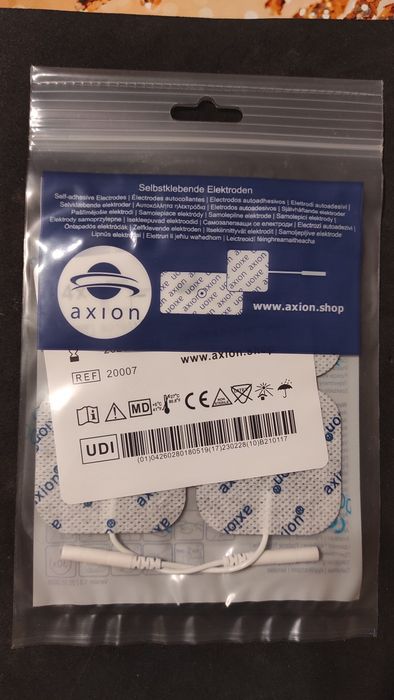 Selbstklebende Elektroden
Self-adhesive Electrodes | Électrodes autocollantes | Electrodos autoadhesivos | Elettrodi autoadesivi |
Selvklæbende elektroder | Αυτοκόλλητα ηλεκτρόδια | Eletrodos autoadesivos | Självhäftande elektroder
Pašlīmējošie elektrodi | Samolepiace elektródy | Samolepilne elektrode | Samolepicí elektrody |
Elektrody samoprzylepne | Isekleepuvad elektroodid | Самозалепващи се електроди | Electrozi autoadezivi |
Öntapadós elektródák | Zelfklevende elektroden | Itsekiinnittyvät elektrodit | Samoljepljive elektrode
Lipnūs elektrodai | Elettruri li jeħlu waħedhom | Leictreoidí féinghreamaitheacha
axion
www.axion.shop
www.axion.shop
REF 20007
MD
CE
UDI
(01)04260280180519(17)230228(10)B210117
axion®
axion®